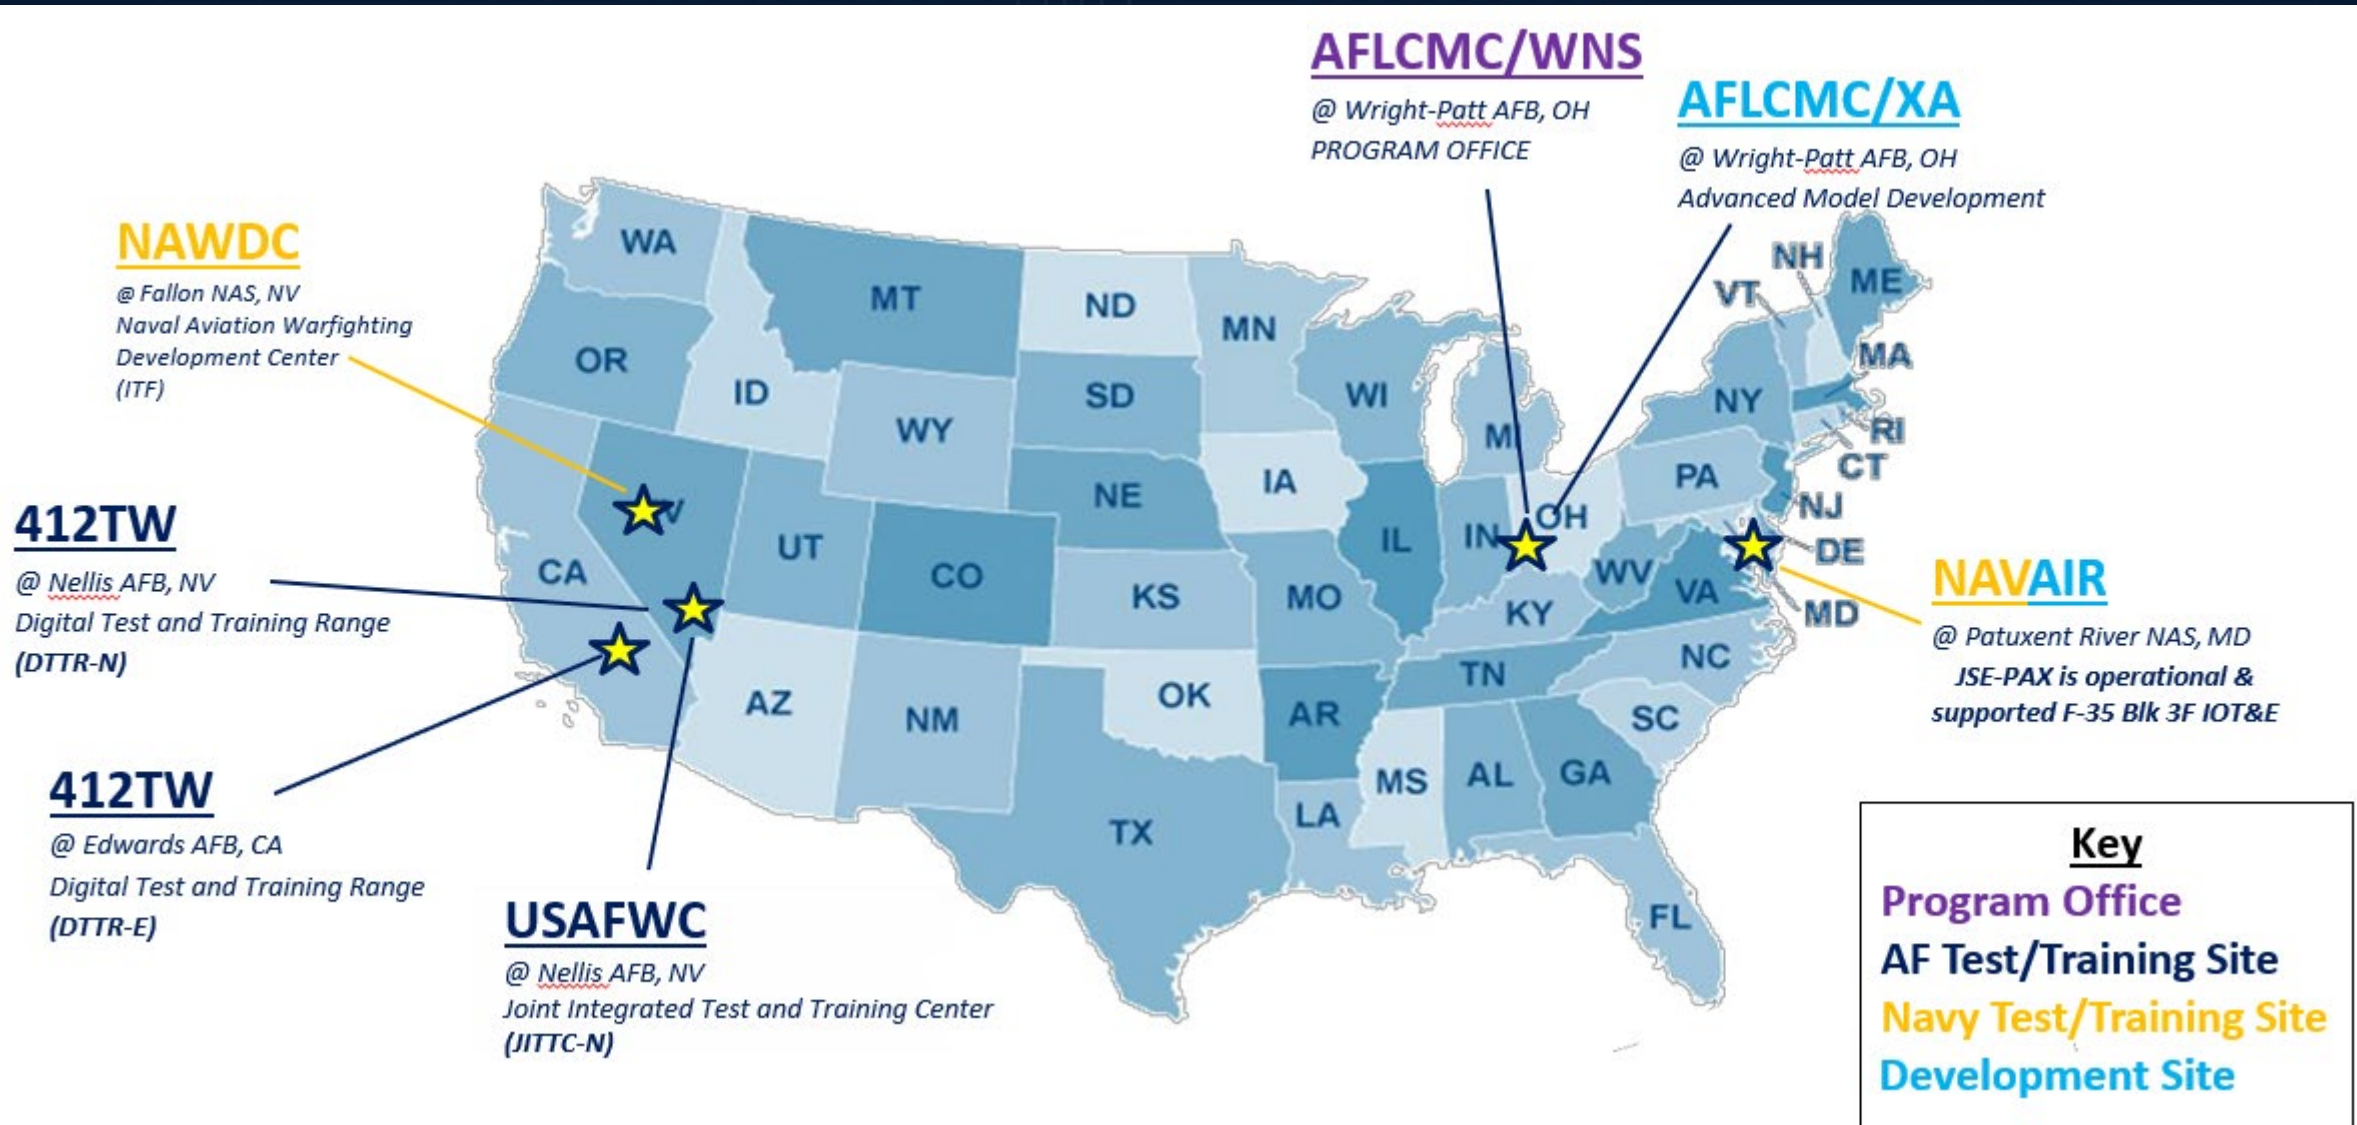 AFLCMC/WNS
@ Wright-Patt AFB, OH
PROGRAM OFFICE
AFLCMC/XA
@ Wright-Patt AFB, OH
Advanced Model Development
NAWDC
@ Fallon NAS, NV
Naval Aviation Warfighting
Development Center
(ITF)
412TW
@ Nellis AFB, NV
Digital Test and Training Range
(DTTR-N)
412TW
@ Edwards AFB, CA
Digital Test and Training Range
(DTTR-E)
USAFWC
@ Nellis AFB, NV
Joint Integrated Test and Training Center
(JITTC-N)
NAVAIR
@ Patuxent River NAS, MD
JSE-PAX is operational &
supported F-35 Blk 3F IOT&E
WA
MT
ND
MN
NH
VT
ME
OR
ID
SD
WI
MA
WY
MI
NY
RI
CT
IA
NE
PA
NJ
V
UT
CO
IL
IN
OH
DE
CA
KS
MO
WV
VA
KY
MD
AZ
NM
OK
AR
TN
NC
SC
MS
AL
GA
TX
LA
FL
Key
Program Office
AF Test/Training Site
Navy Test/Training Site
Development Site